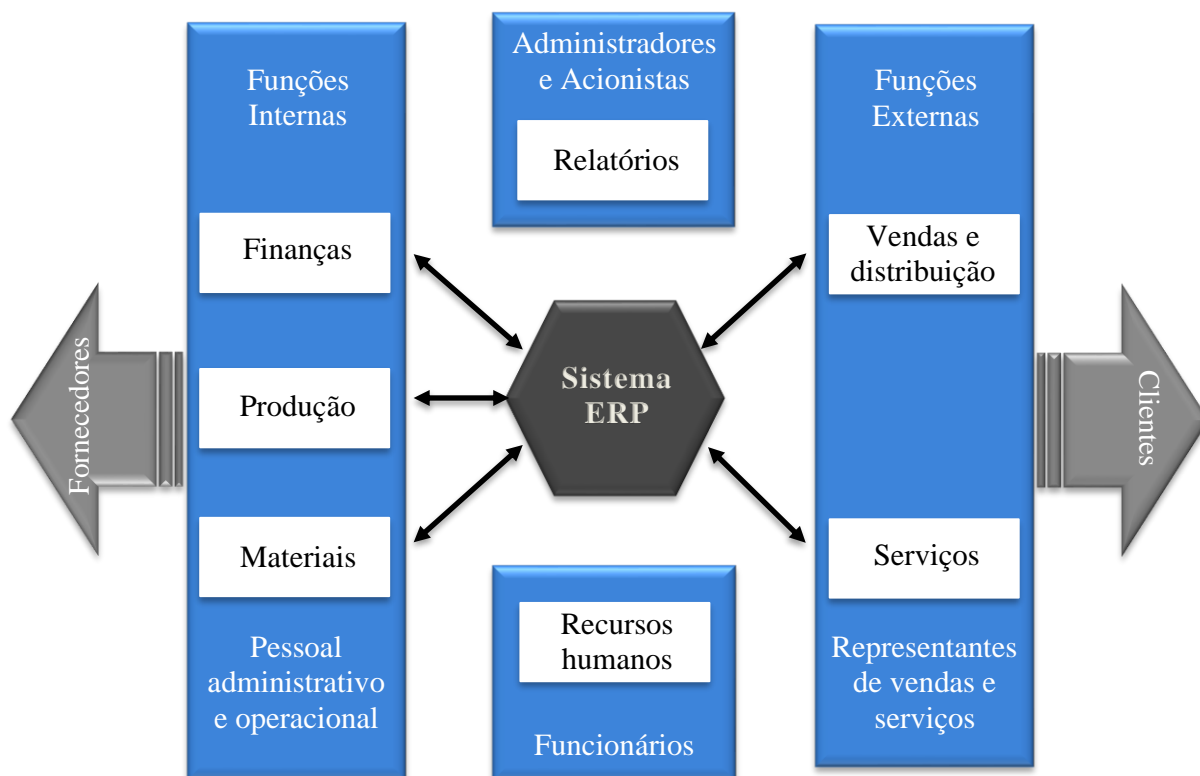 Funções
Internas
Finanças
Produção
Materiais
Pessoal
administrativo
e operacional
Fornecedores
Administradores
e Acionistas
Relatórios
Sistema
ERP
Recursos
humanos
Funcionários
Funções
Externas
Vendas e
distribuição
Serviços
Representantes
de vendas e
serviços
Clientes